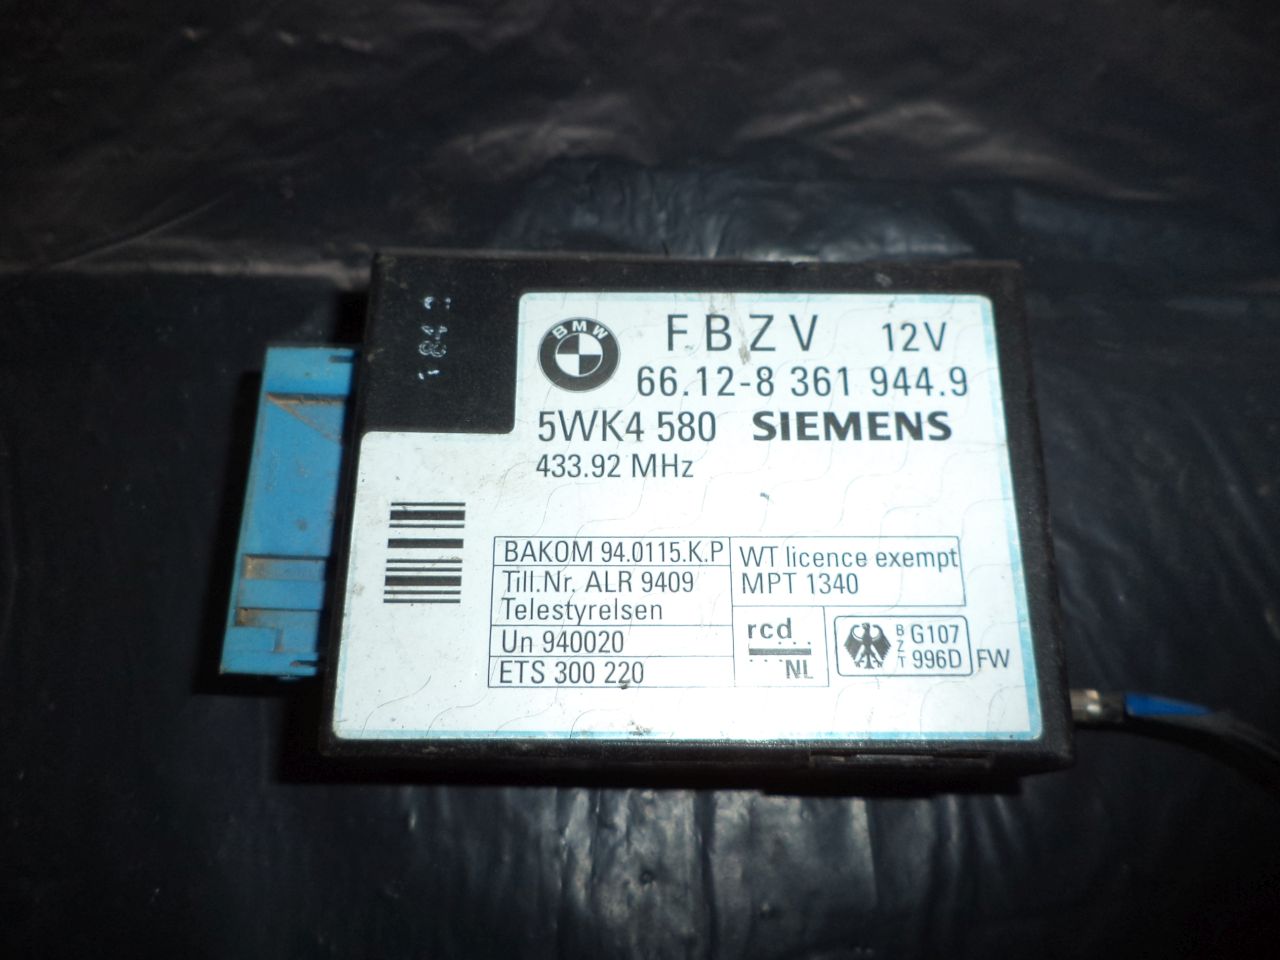 BMW
F B Z V 12V
66.12-8 361 944.9
5WK4 580 SIEMENS
433.92 MHz
BAKOM 94.0115.K.P
Till.Nr. ALR 9409
Telestyrelsen
Un 940020
ETS 300 220
WT licence exempt
MPT 1340
rcd
NL
BZT
G107
996D
FW